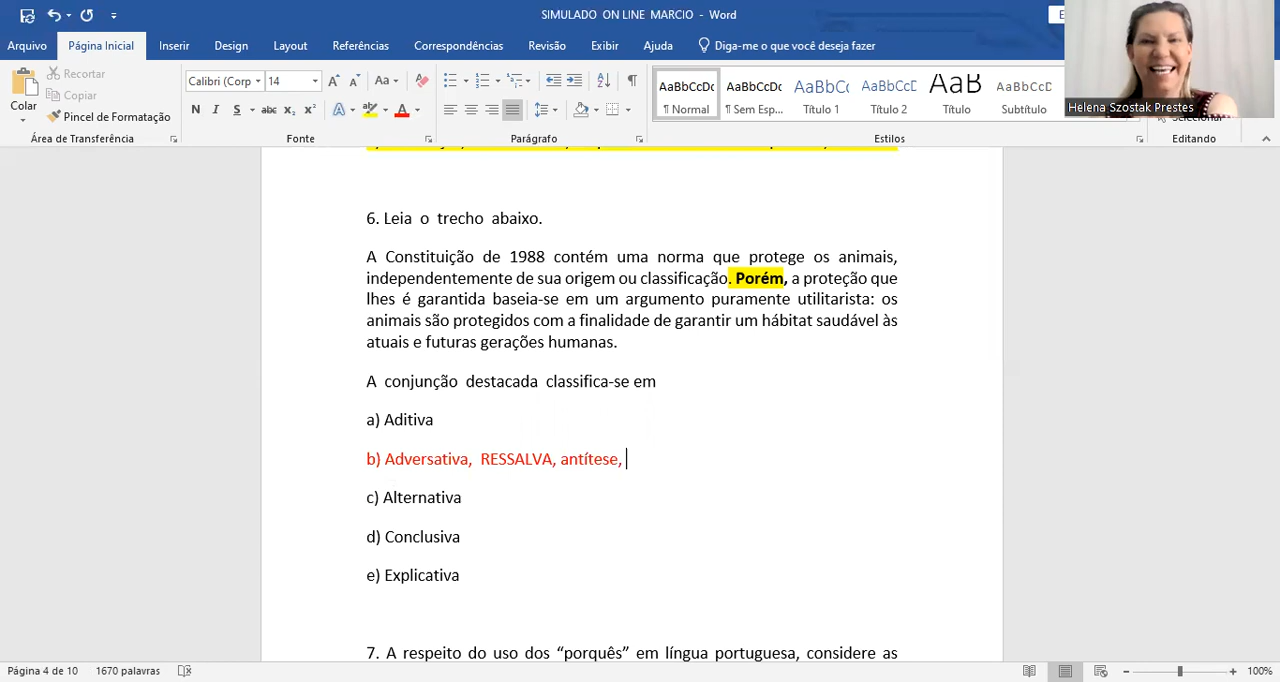 SIMULADO ON LINE MARCIO - Word
Arquivo Página Inicial Inserir Design Layout Referências Correspondências Revisão Exibir Ajuda Diga-me o que você deseja fazer
Colar
Recortar
Copiar
Pincel de Formatação
Área de Transferência
Calibri (Corp 14
N I S abc x₂ x²
Fonte
Parágrafo
AaBbCcDc AaBbCcDc AaBbC( AaBbCcD AaB AaBbCcD
¶ Normal ¶ Sem Esp... Título 1 Título 2 Título Subtítulo
Estilos
Selecionar
Editando
Helena Szostak Prestes
6. Leia o trecho abaixo.
A Constituição de 1988 contém uma norma que protege os animais,
independentemente de sua origem ou classificação. Porém, a proteção que
lhes é garantida baseia-se em um argumento puramente utilitarista: os
animais são protegidos com a finalidade de garantir um hábitat saudável às
atuais e futuras gerações humanas.
A conjunção destacada classifica-se em
a) Aditiva
b) Adversativa, RESSALVA, antítese,
c) Alternativa
d) Conclusiva
e) Explicativa
7. A respeito do uso dos “porquês” em língua portuguesa, considere as
Página 4 de 10 1670 palavras 100%